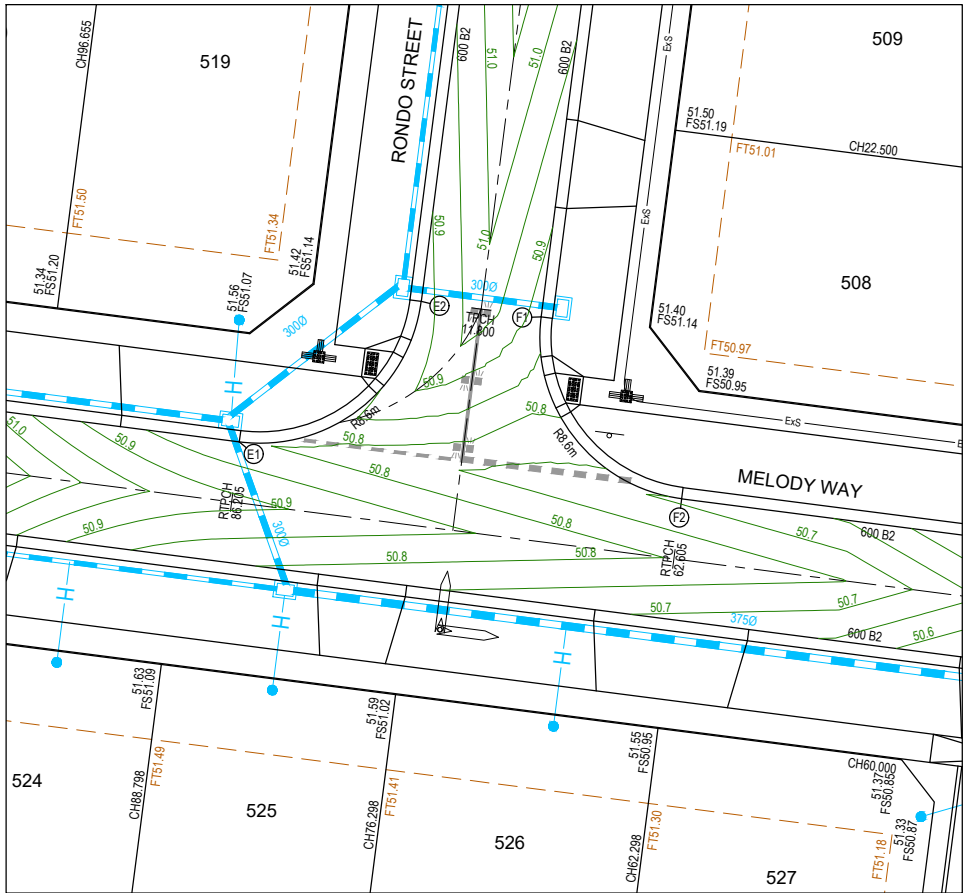 CH96.655
519
RONDO STREET
600 B2
51.0
51.0
600 B2
ExS
509
51.50
FS51.19
CH22.500
FT51.01
FT51.50
FT51.34
51.34
FS51.20
51.42
FS51.14
51.56
FS51.07
50.9
51.0
50.9
ExS
508
300Ø
300Ø
E2
TPCH
11.800
F1
51.40
FS51.14
FT50.97
51.39
FS50.95
50.9
R8.6m
50.8
50.8
R8.6m
ExS
E
51.0
50.9
E1
50.8
50.8
MELODY WAY
RTPCH
86.205
50.9
300Ø
50.9
F2
50.7
600 B2
50.8
50.8
RTPCH
62.605
50.7
50.7
375Ø
600 B2
50.6
H
H
H
H
51.63
FS51.09
51.59
FS51.02
51.55
FS50.95
CH60.000
51.37
FS50.85
51.33
FS50.87
524
CH88.798
FT51.49
525
CH76.298
FT51.41
526
CH62.298
FT51.30
527
FT51.18